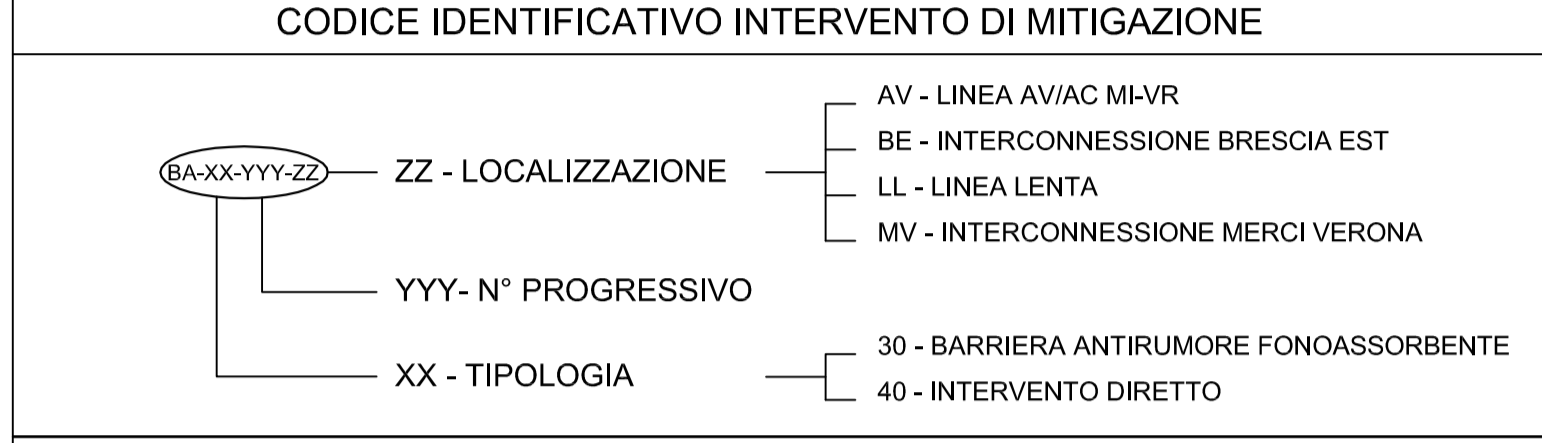 CODICE IDENTIFICATIVO INTERVENTO DI MITIGAZIONE
BA-XX-YYY-ZZ
ZZ - LOCALIZZAZIONE
AV - LINEA AV/AC MI-VR
BE - INTERCONNESSIONE BRESCIA EST
LL - LINEA LENTA
MV - INTERCONNESSIONE MERCI VERONA
YYY- N° PROGRESSIVO
XX - TIPOLOGIA
30 - BARRIERA ANTIRUMORE FONOASSORBENTE
40 - INTERVENTO DIRETTO